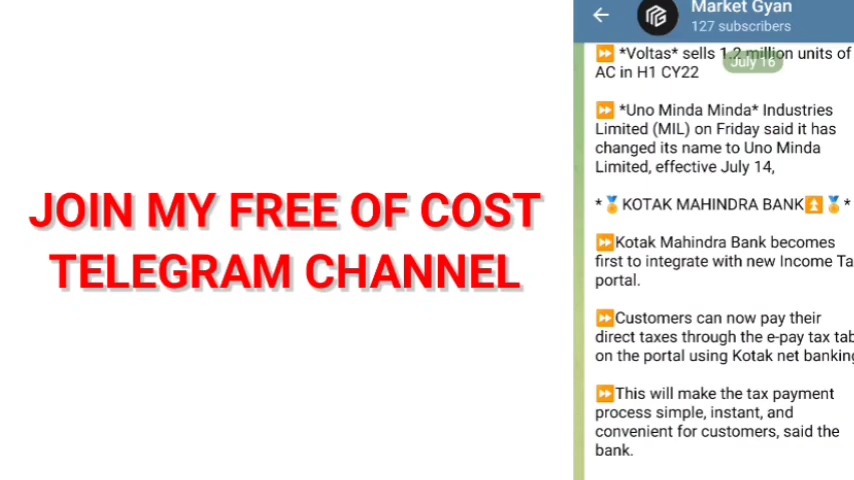 JOIN MY FREE OF COST
TELEGRAM CHANNEL
Market Gyan
127 subscribers
July 16
⏩ *Voltas* sells 1.2 million units of
AC in H1 CY22
⏩ *Uno Minda Minda* Industries
Limited (MIL) on Friday said it has
changed its name to Uno Minda
Limited, effective July 14,
*🏅KOTAK MAHINDRA BANK⏫🏅*
⏩Kotak Mahindra Bank becomes
first to integrate with new Income Ta
portal.
⏩Customers can now pay their
direct taxes through the e-pay tax tab
on the portal using Kotak net banking
⏩This will make the tax payment
process simple, instant, and
convenient for customers, said the
bank.